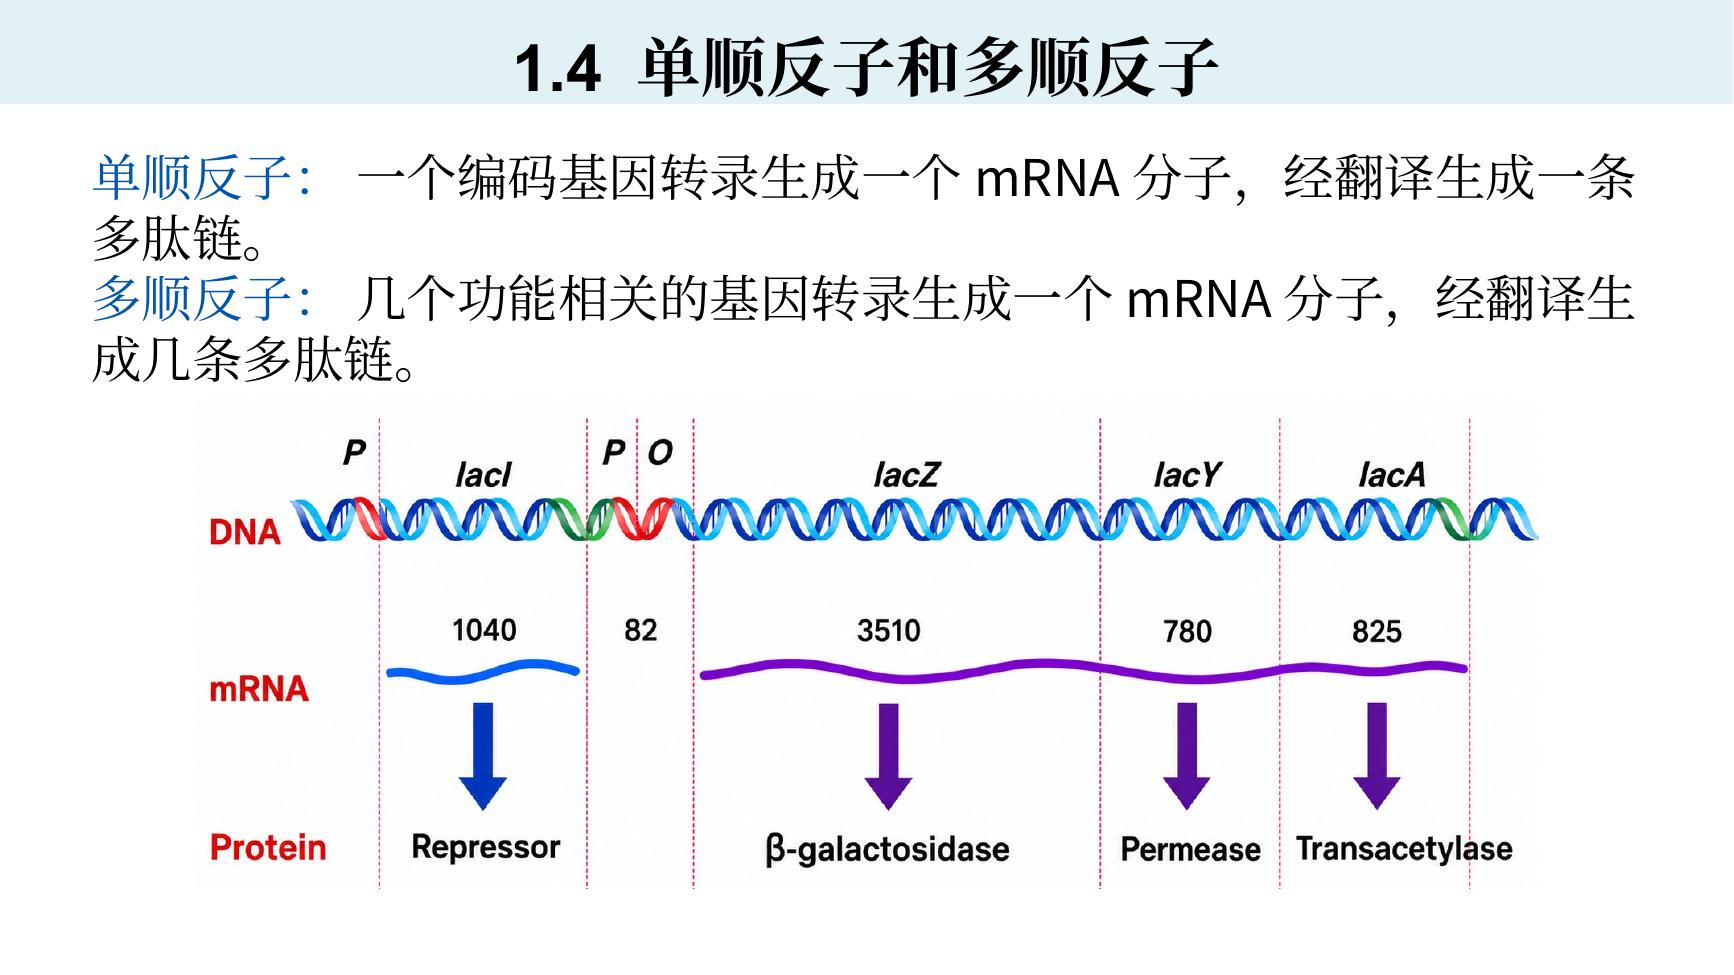 1.4 单顺反子和多顺反子
单顺反子： 一个编码基因转录生成一个 mRNA 分子，经翻译生成一条
多肽链。
多顺反子： 几个功能相关的基因转录生成一个 mRNA 分子，经翻译生
成几条多肽链。
P lacI P O lacZ lacY lacA
DNA
1040 82 3510 780 825
mRNA
Protein Repressor β-galactosidase Permease Transacetylase